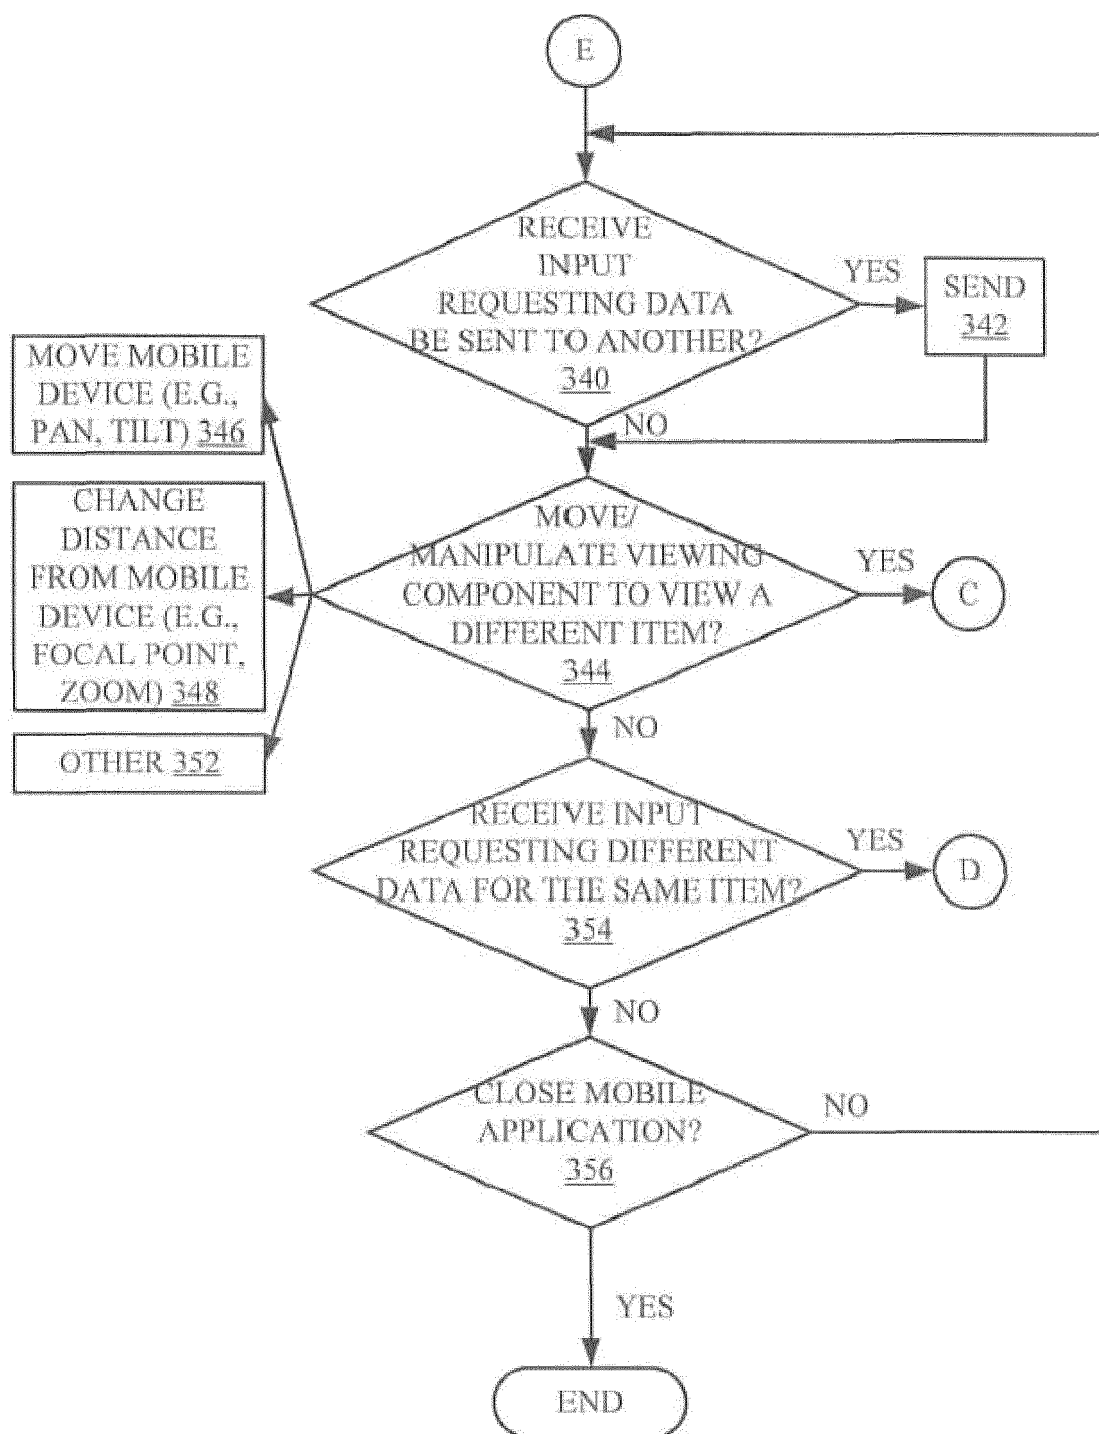 E
RECEIVE
INPUT
REQUESTING DATA
BE SENT TO ANOTHER?
340
YES
SEND
342
NO
MOVE MOBILE
DEVICE (E.G.,
PAN, TILT) 346
CHANGE
DISTANCE
FROM MOBILE
DEVICE (E.G.,
FOCAL POINT,
ZOOM) 348
OTHER 352
MOVE/
MANIPULATE VIEWING
COMPONENT TO VIEW A
DIFFERENT ITEM?
344
YES
C
NO
RECEIVE INPUT
REQUESTING DIFFERENT
DATA FOR THE SAME ITEM?
354
YES
D
NO
CLOSE MOBILE
APPLICATION?
356
NO
YES
END